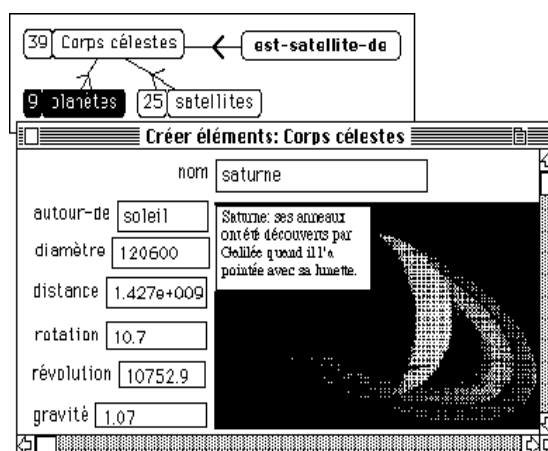 39 Corps célestes est-satellite-de
9 planètes 25 satellites
Créer éléments: Corps célestes
nom saturne
autour-de soleil
diamètre 120600
distance 1.427e+009
rotation 10.7
révolution 10752.9
gravité 1.07
Saturne: ses anneaux
ont été découverts par
Galilée quand il l'a
pointée avec sa lunette.